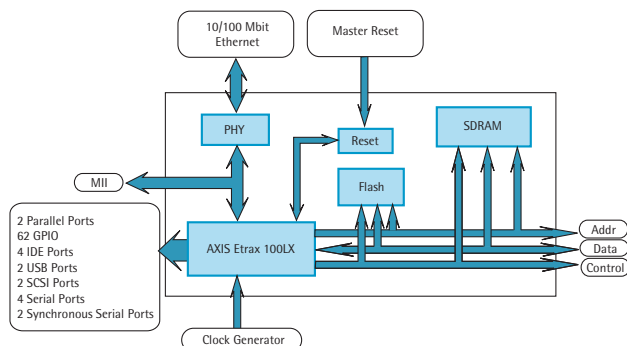 10/100 Mbit
Ethernet
Master Reset
PHY
Reset
SDRAM
MII
Flash
2 Parallel Ports
62 GPIO
4 IDE Ports
2 USB Ports
2 SCSI Ports
4 Serial Ports
2 Synchronous Serial Ports
AXIS Etrax 100LX
Addr
Data
Control
Clock Generator